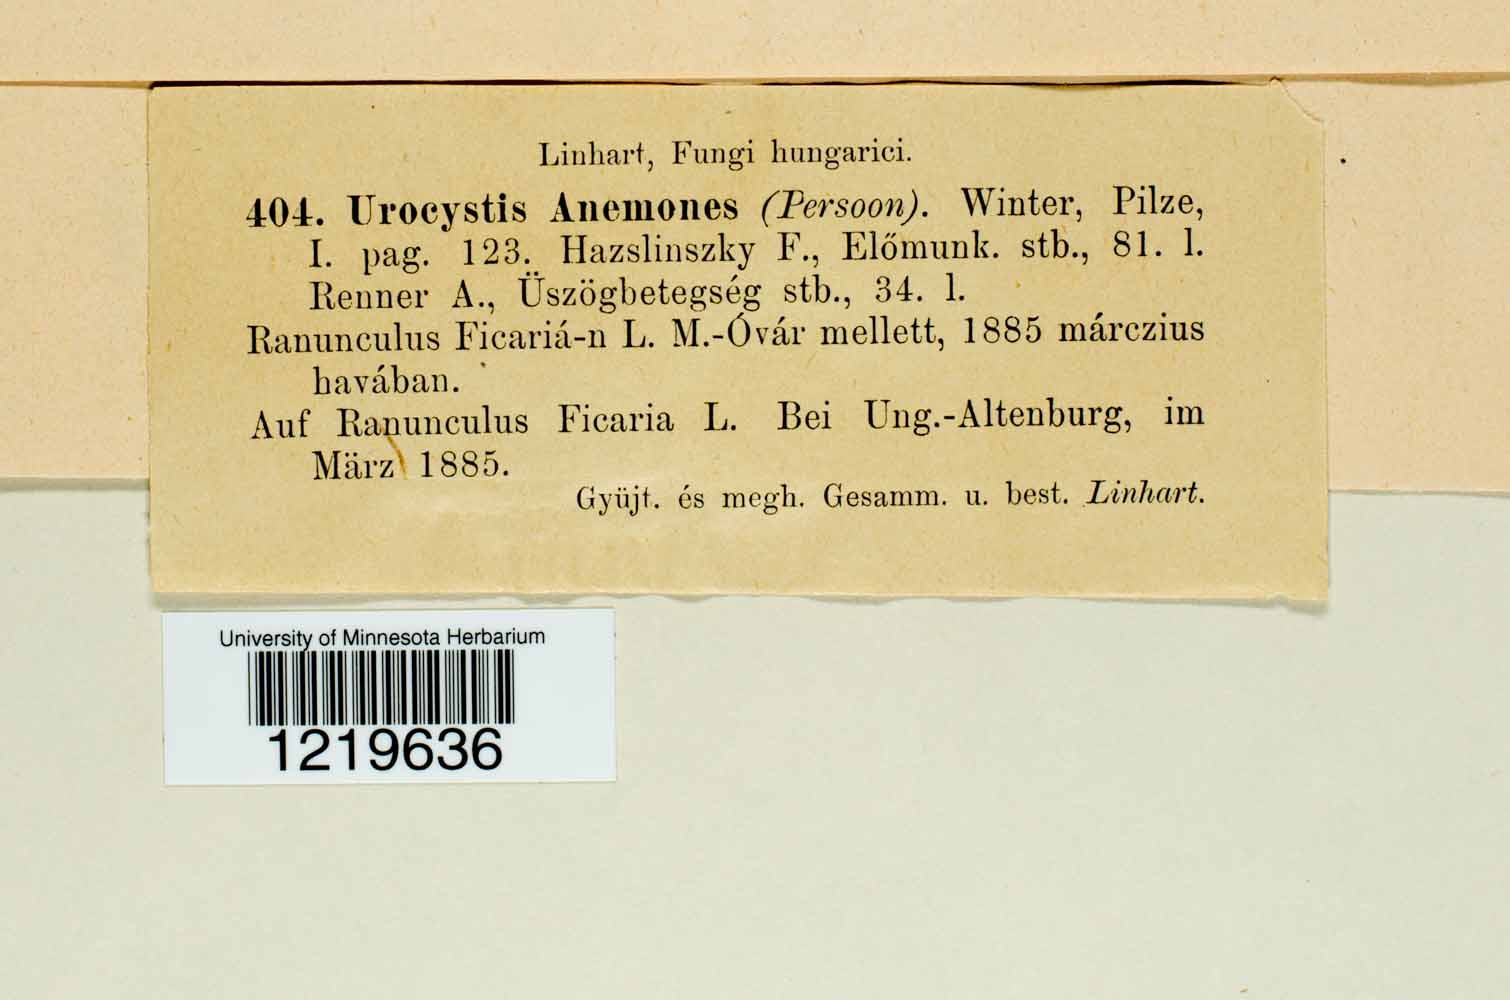 Linhart, Fungi hungarici.
404. Urocystis Anemones (Persoon). Winter, Pilze,
I. pag. 123. Hazslinszky F., Előmunk. stb., 81. l.
Renner A., Üszögbetegség stb., 34. l.
Ranunculus Ficariá-n L. M.-Óvár mellett, 1885 márczius
havában.
Auf Ranunculus Ficaria L. Bei Ung.-Altenburg, im
März 1885.
Gyüjt. és megh. Gesamm. u. best. Linhart.
University of Minnesota Herbarium
1219636